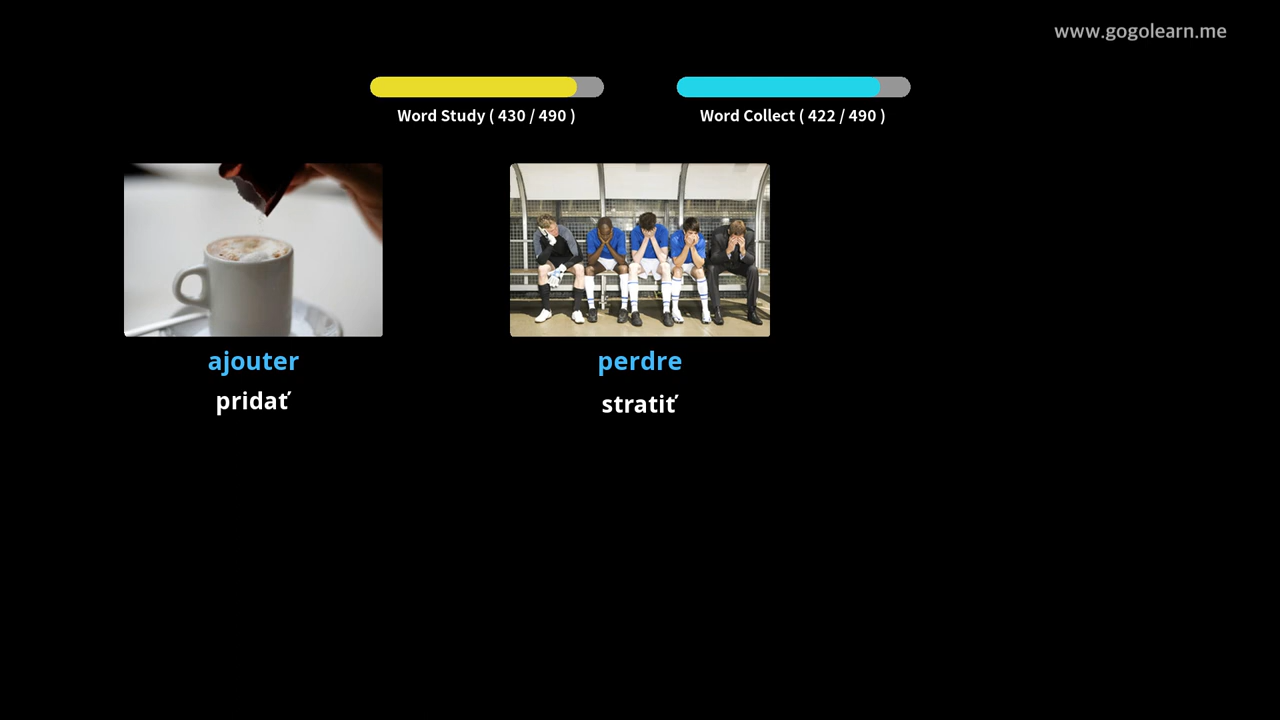 www.gogolearn.me
Word Study ( 430 / 490 )
Word Collect ( 422 / 490 )
ajouter
pridať
perdre
stratiť